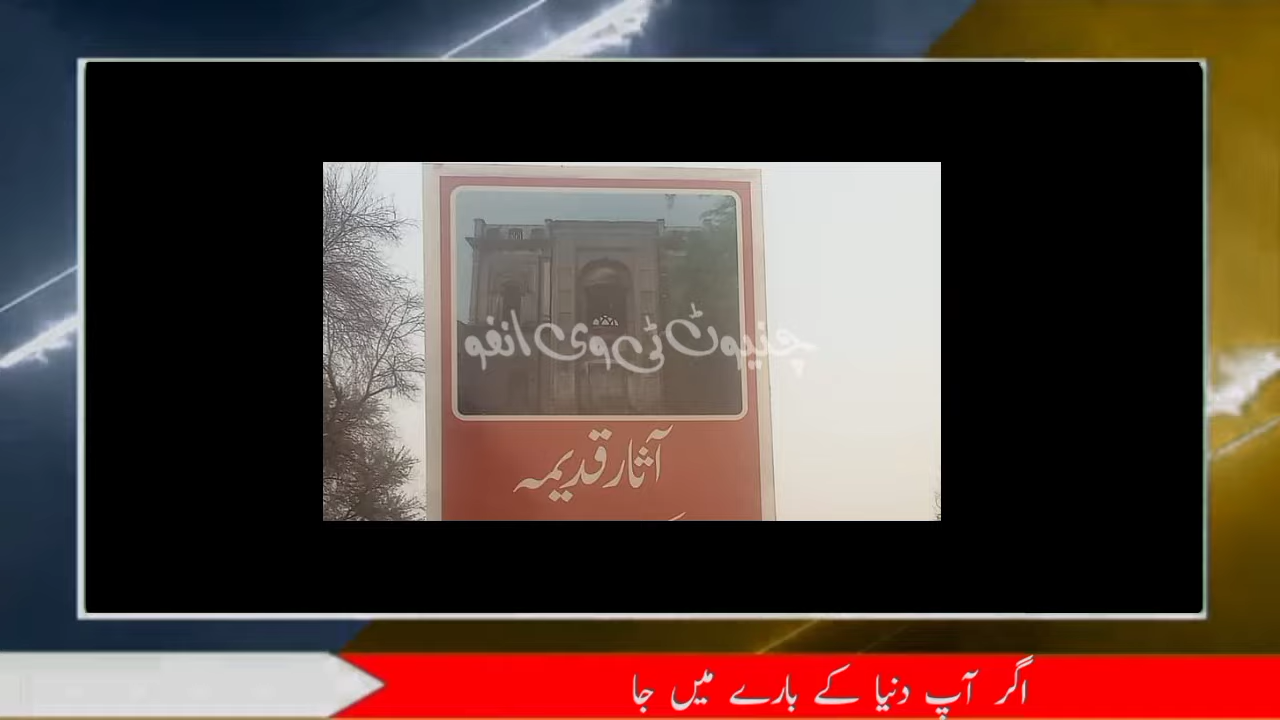 چنیوٹ ٹی وی انفو
آثار قدیمہ
اگر آپ دنیا کے بارے میں جا